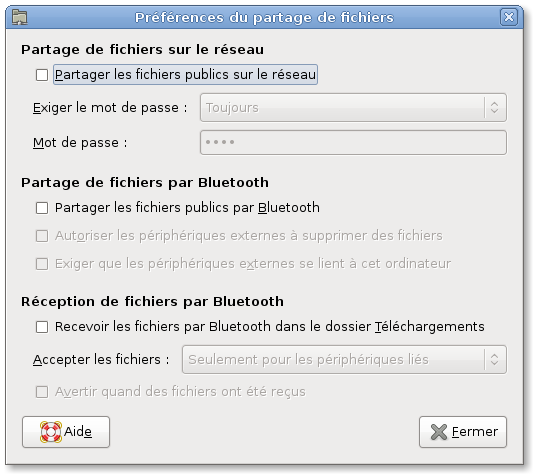 Préférences du partage de fichiers
Partage de fichiers sur le réseau
Partager les fichiers publics sur le réseau
Exiger le mot de passe : Toujours
Mot de passe : ••••
Partage de fichiers par Bluetooth
Partager les fichiers publics par Bluetooth
Autoriser les périphériques externes à supprimer des fichiers
Exiger que les périphériques externes se lient à cet ordinateur
Réception de fichiers par Bluetooth
Recevoir les fichiers par Bluetooth dans le dossier Téléchargements
Accepter les fichiers : Seulement pour les périphériques liés
Avertir quand des fichiers ont été reçus
Aide Fermer